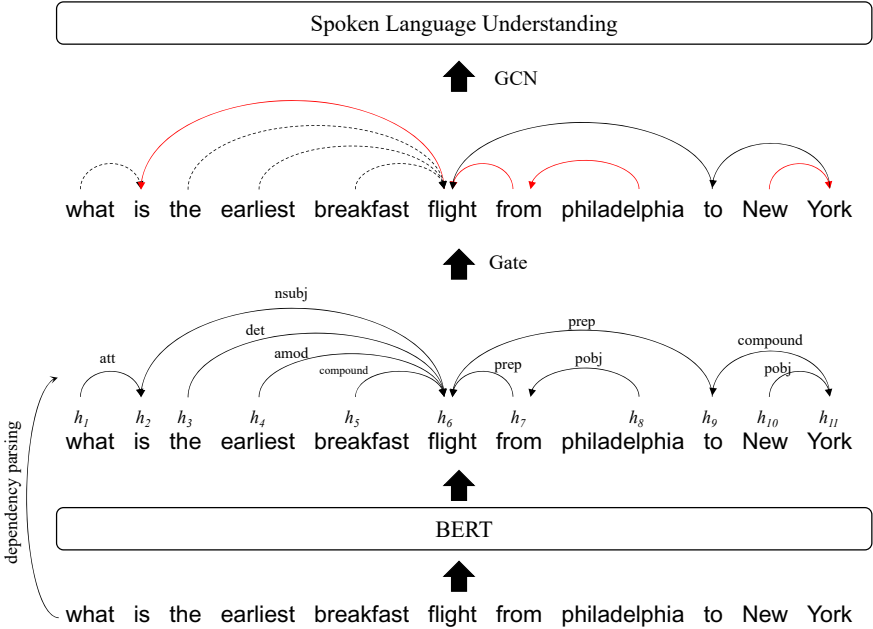 Spoken Language Understanding
GCN
what is the earliest breakfast flight from philadelphia to New York
Gate
nsubj
prep
det
compound
att
amod
prep
pobj
compound
pobj
h1 h2 h3 h4 h5 h6 h7 h8 h9 h10 h11
what is the earliest breakfast flight from philadelphia to New York
dependency parsing
BERT
what is the earliest breakfast flight from philadelphia to New York